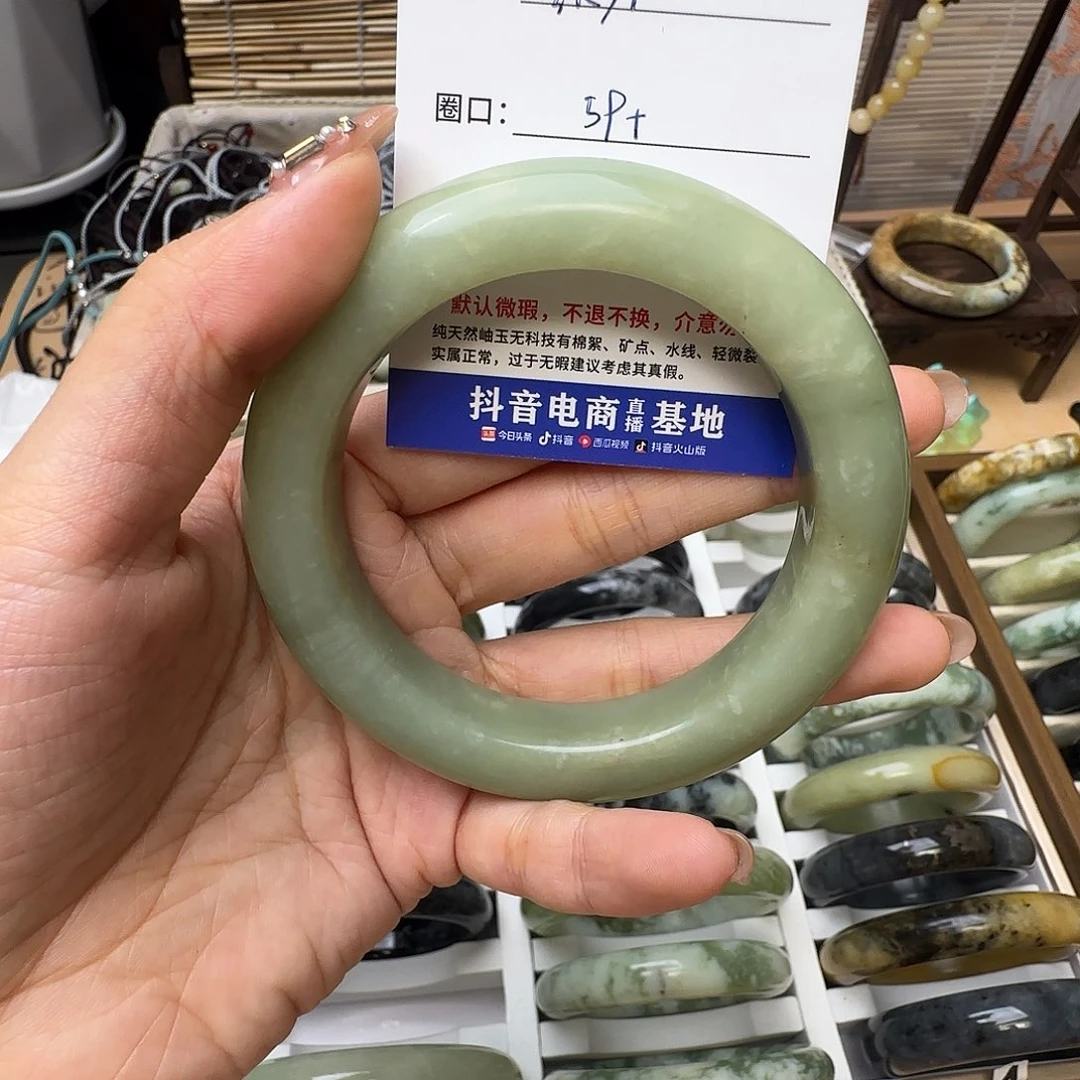 圈口： 59+
默认微瑕，不退不换，介意勿
纯天然岫玉无科技有棉絮、矿点、水线、轻微裂
实属正常，过于无暇建议考虑其真假。
抖音电商直播基地
今日头条 抖音 西瓜视频 抖音火山版